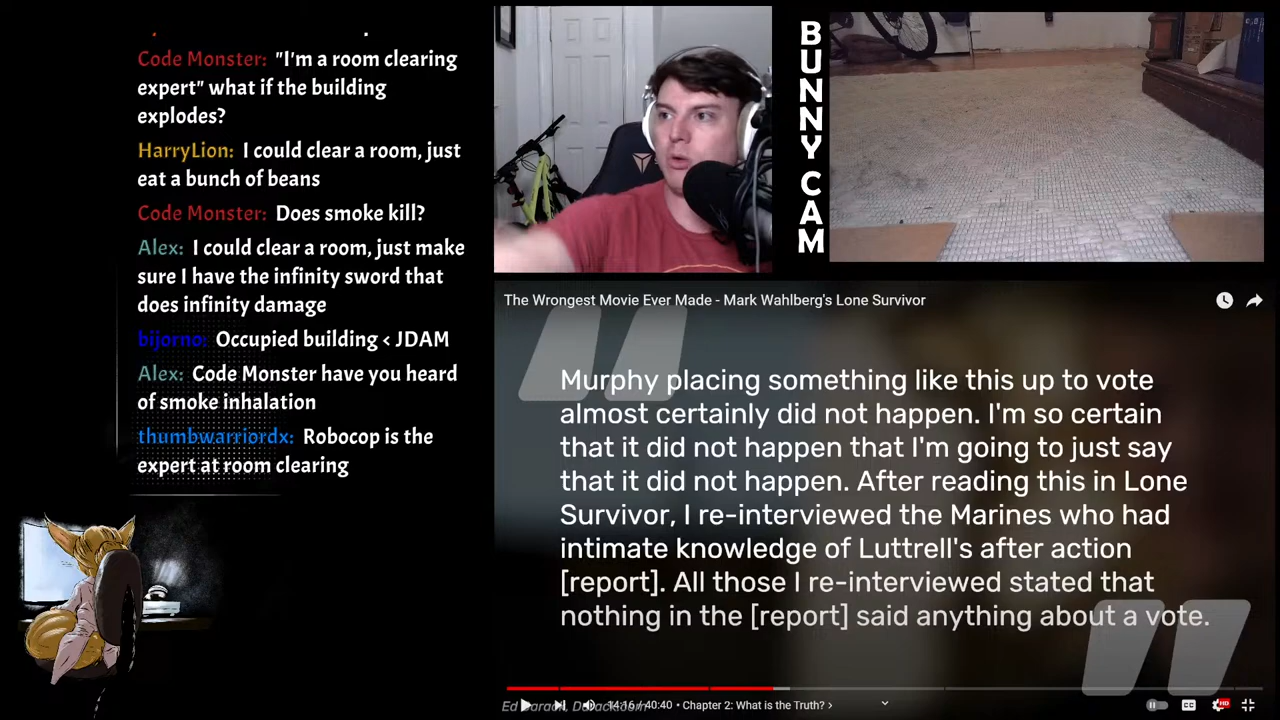 Code Monster: "I'm a room clearing
expert" what if the building
explodes?
HarryLion: I could clear a room, just
eat a bunch of beans
Code Monster: Does smoke kill?
Alex: I could clear a room, just make
sure I have the infinity sword that
does infinity damage
bijorno: Occupied building < JDAM
Alex: Code Monster have you heard
of smoke inhalation
thumbwarriordx: Robocop is the
expert at room clearing
BUNNY CAM
The Wrongest Movie Ever Made - Mark Wahlberg's Lone Survivor
Murphy placing something like this up to vote
almost certainly did not happen. I'm so certain
that it did not happen that I'm going to just say
that it did not happen. After reading this in Lone
Survivor, I re-interviewed the Marines who had
intimate knowledge of Luttrell's after action
[report]. All those I re-interviewed stated that
nothing in the [report] said anything about a vote.
14:16 / 40:40 • Chapter 2: What is the Truth? ›
CC
HD